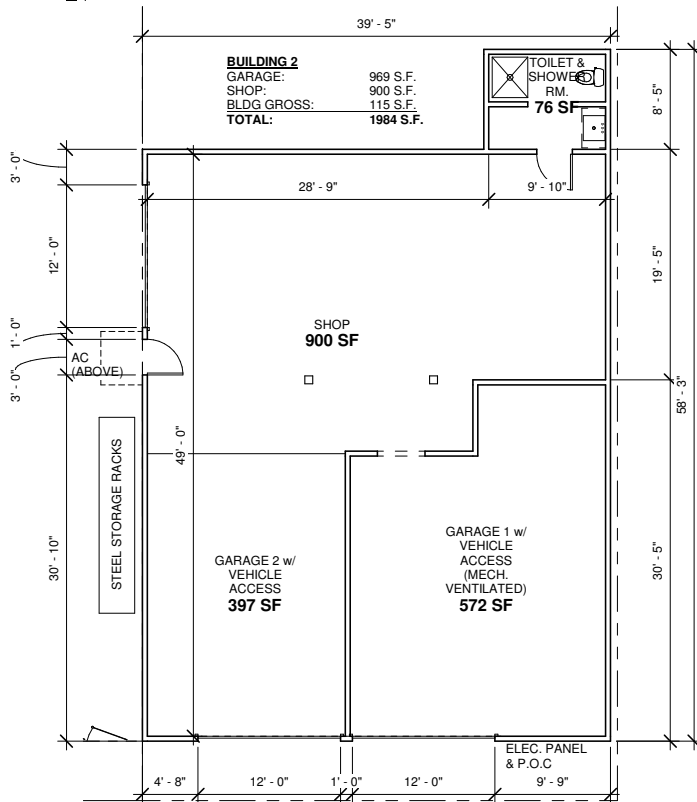 39' - 5"
BUILDING 2
GARAGE: 969 S.F.
SHOP: 900 S.F.
BLDG GROSS: 115 S.F.
TOTAL: 1984 S.F.
TOILET &
SHOWER
RM.
76 SF
8' - 5"
3' - 0"
28' - 9"
9' - 10"
12' - 0"
19' - 5"
SHOP
900 SF
1' - 0"
AC
(ABOVE)
3' - 0"
58' - 3"
49' - 0"
STEEL STORAGE RACKS
30' - 10"
GARAGE 2 w/
VEHICLE
ACCESS
397 SF
GARAGE 1 w/
VEHICLE
ACCESS
(MECH.
VENTILATED)
572 SF
30' - 5"
ELEC. PANEL
& P.O.C
4' - 8"
12' - 0"
1' - 0"
12' - 0"
9' - 9"